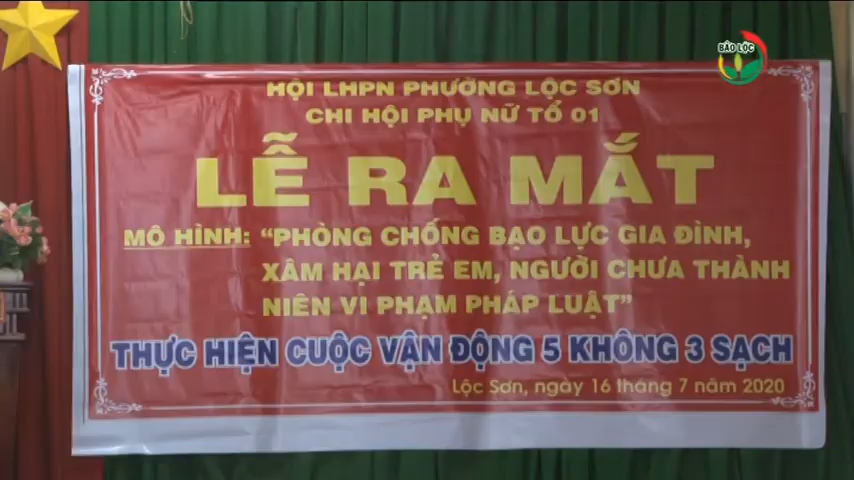 BẢO LỘC
HỘI LHPN PHƯỜNG LỘC SƠN
CHI HỘI PHỤ NỮ TỔ 01
LỄ RA MẮT
MÔ HÌNH: “PHÒNG CHỐNG BẠO LỰC GIA ĐÌNH,
XÂM HẠI TRẺ EM, NGƯỜI CHƯA THÀNH
NIÊN VI PHẠM PHÁP LUẬT”
THỰC HIỆN CUỘC VẬN ĐỘNG 5 KHÔNG 3 SẠCH
Lộc Sơn, ngày 16 tháng 7 năm 2020